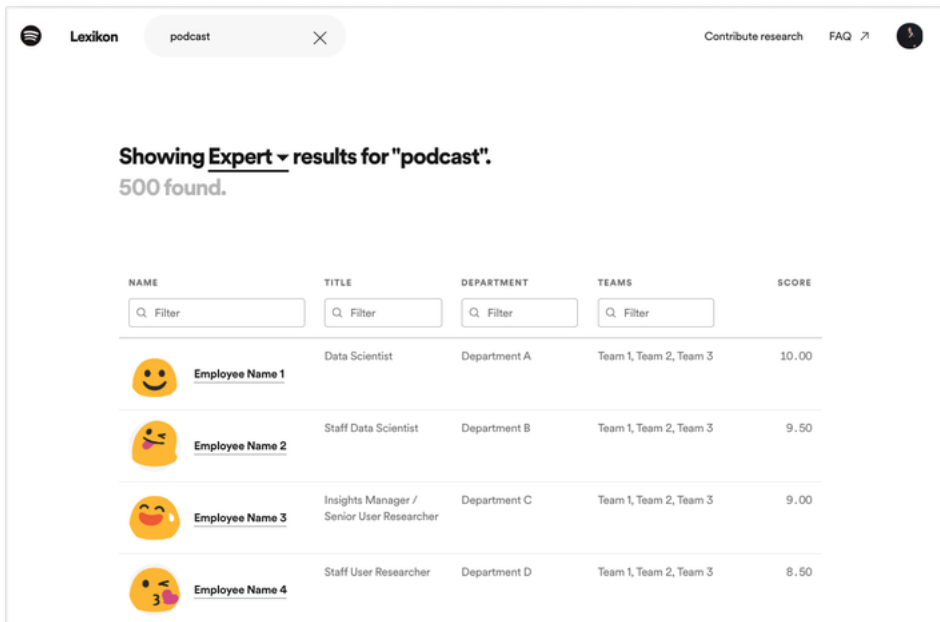 Lexikon podcast Contribute research FAQ
Showing Expert results for "podcast".
500 found.
NAME TITLE DEPARTMENT TEAMS SCORE
Filter Filter Filter Filter
Employee Name 1 Data Scientist Department A Team 1, Team 2, Team 3 10.00
Employee Name 2 Staff Data Scientist Department B Team 1, Team 2, Team 3 9.50
Employee Name 3 Insights Manager / Department C Team 1, Team 2, Team 3 9.00
Senior User Researcher
Employee Name 4 Staff User Researcher Department D Team 1, Team 2, Team 3 8.50